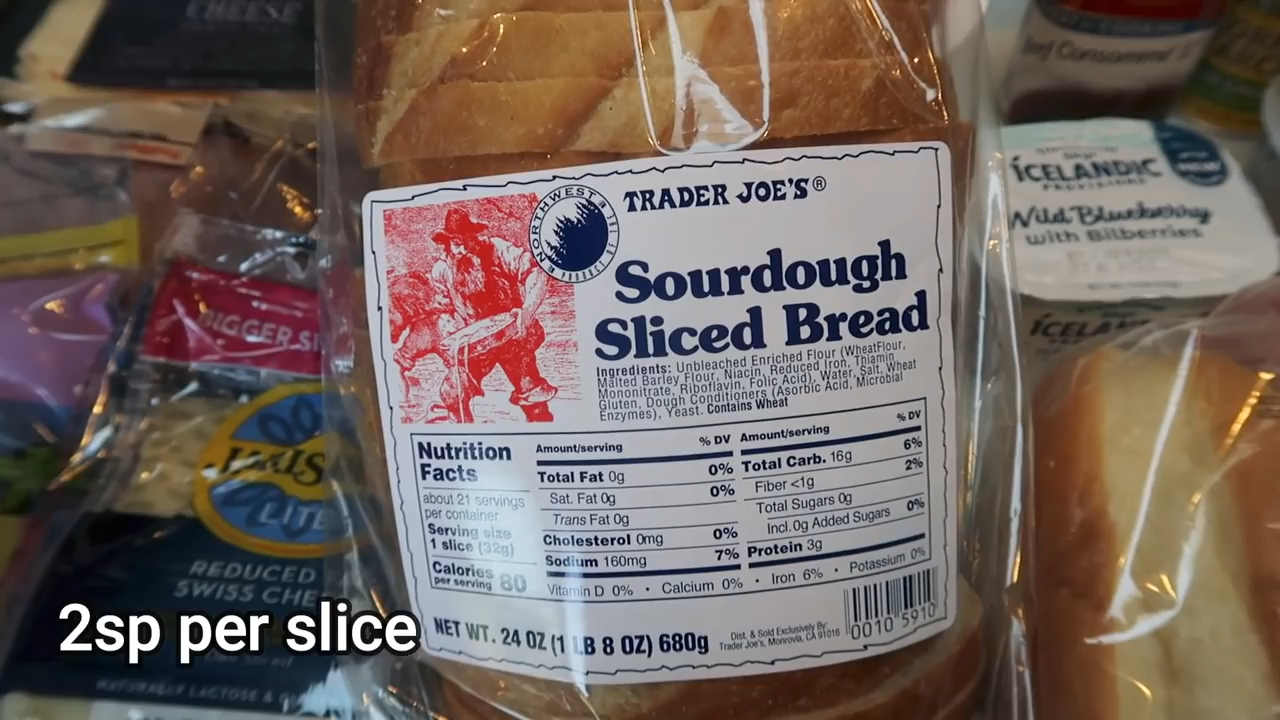 CHEESE
TRADER JOE'S®
NORTHWEST
PRODUCT
Sourdough
Sliced Bread
Ingredients: Unbleached Enriched Flour (WheatFlour,
Malted Barley Flour, Niacin, Reduced Iron, Thiamin
Mononitrate, Riboflavin, Folic Acid), Water, Salt, Wheat
Gluten, Dough Conditioners (Ascorbic Acid, Microbial
Enzymes), Yeast. Contains Wheat
Nutrition
Facts
about 21 servings
per container
Serving size
1 slice (32g)
Calories
per serving 80
Amount/serving % DV
Total Fat 0g 0%
Sat. Fat 0g 0%
Trans Fat 0g
Cholesterol 0mg 0%
Sodium 160mg 7%
Amount/serving % DV
Total Carb. 16g 6%
Fiber <1g 2%
Total Sugars 0g
Incl.0g Added Sugars 0%
Protein 3g
Vitamin D 0% • Calcium 0% • Iron 6% • Potassium 0%
NET WT. 24 OZ (1 LB 8 OZ) 680g
Dist. & Sold Exclusively By:
Trader Joe's, Monrovia, CA 91016
0010 5910
ICELANDIC
PROVISIONS
Wild Blueberry
with Bilberries
BIGGER
LITE
REDUCED
SWISS CHE
NATURALLY LACTOSE &
2sp per slice